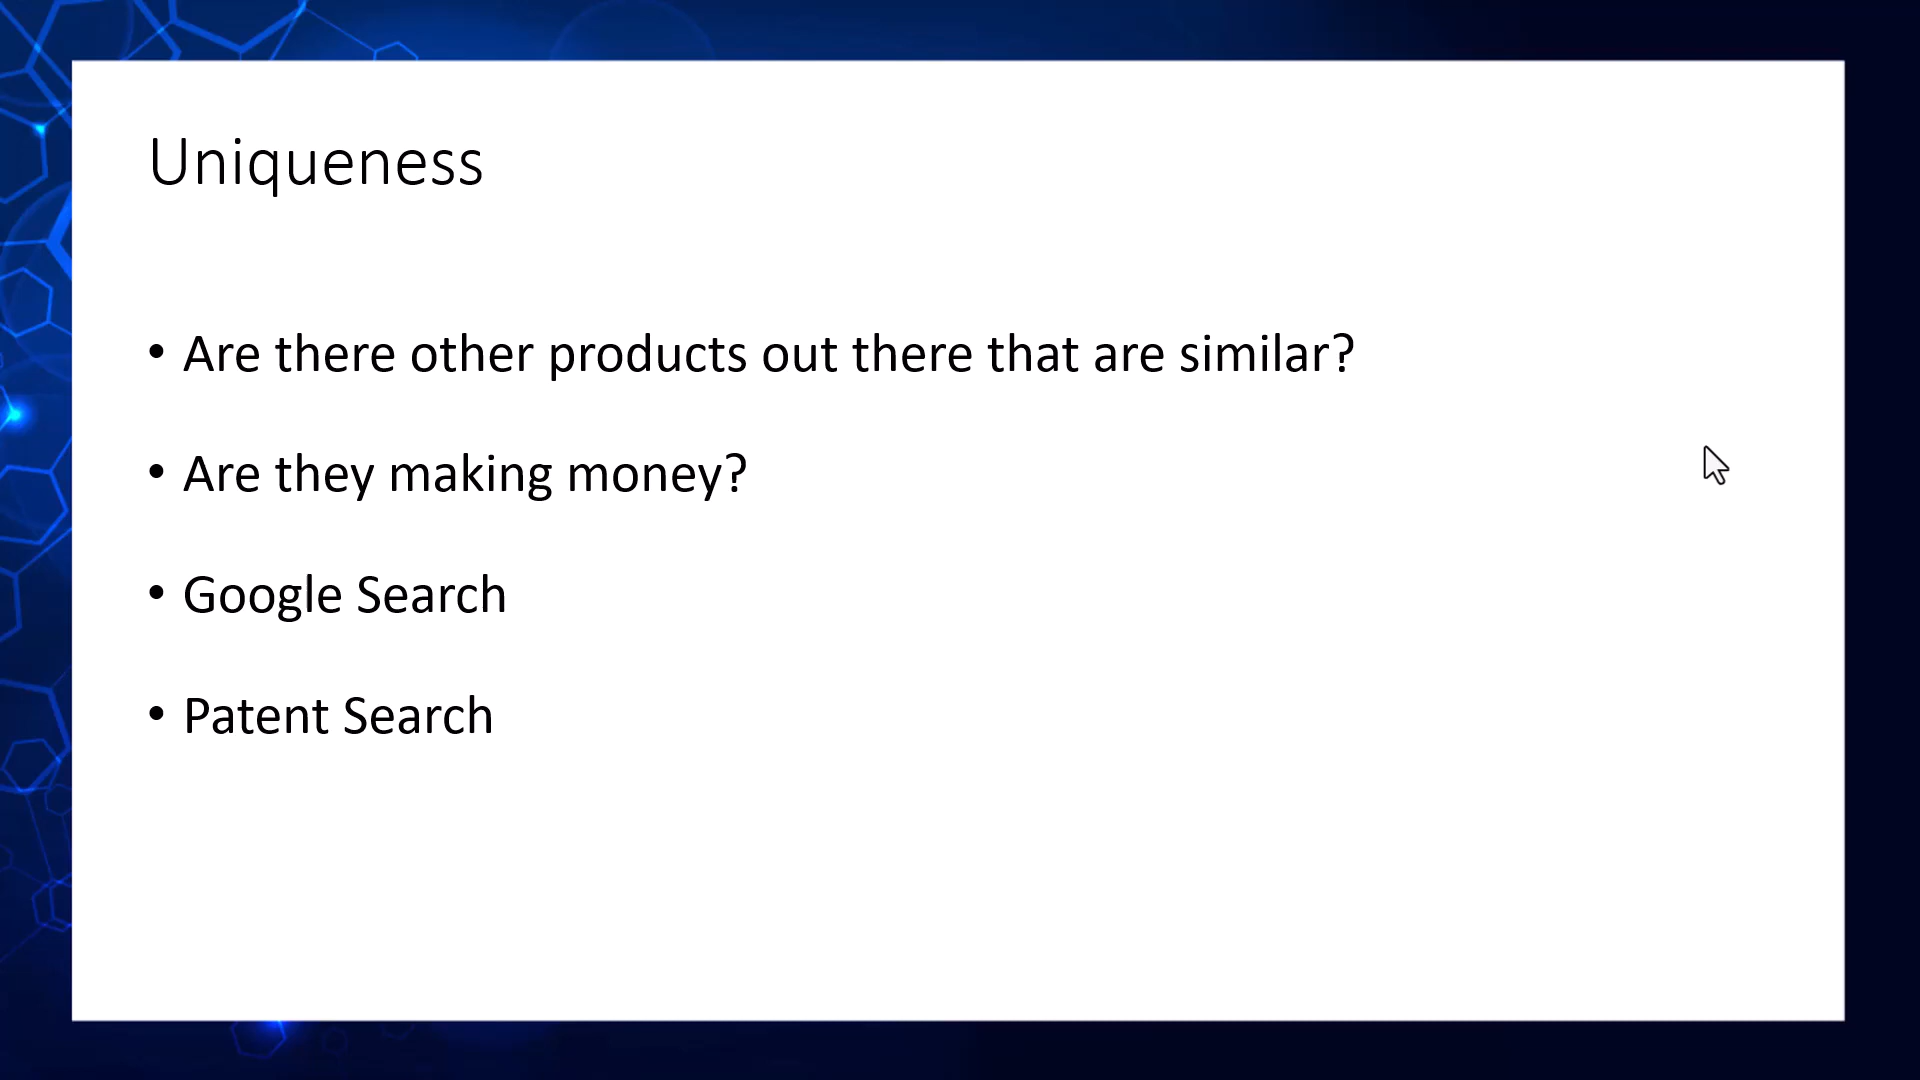 Uniqueness
• Are there other products out there that are similar?
• Are they making money?
• Google Search
• Patent Search